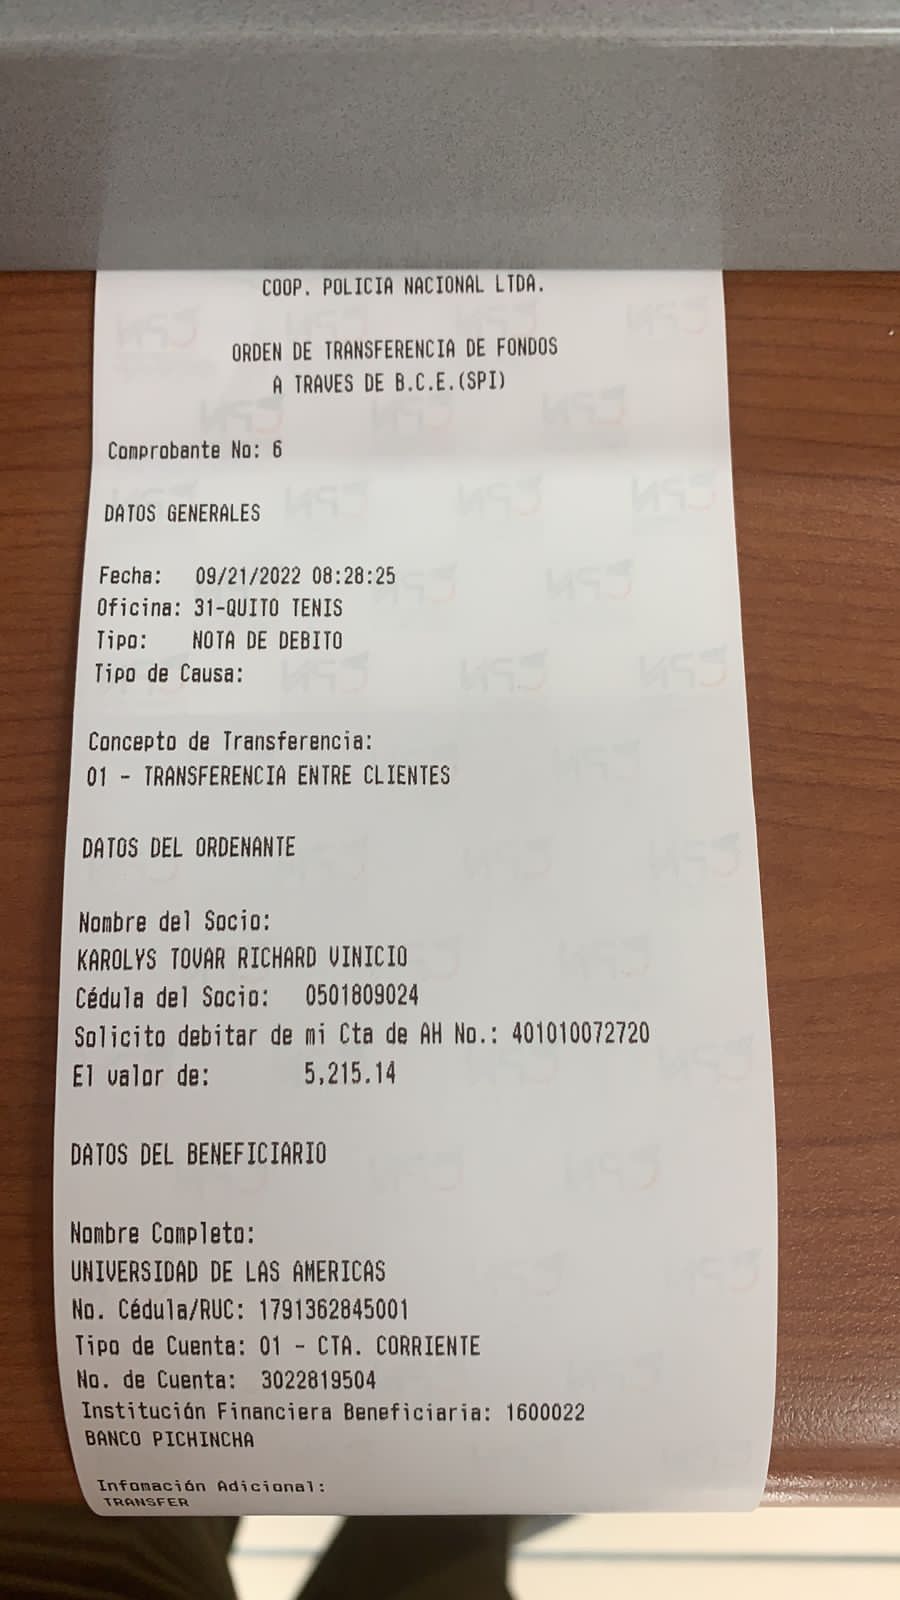 COOP. POLICIA NACIONAL LTDA.
ORDEN DE TRANSFERENCIA DE FONDOS
A TRAVES DE B.C.E.(SPI)
Comprobante No: 6
DATOS GENERALES
Fecha: 09/21/2022 08:28:25
Oficina: 31-QUITO TENIS
Tipo: NOTA DE DEBITO
Tipo de Causa:
Concepto de Transferencia:
01 - TRANSFERENCIA ENTRE CLIENTES
DATOS DEL ORDENANTE
Nombre del Socio:
KAROLYS TOVAR RICHARD VINICIO
Cédula del Socio: 0501809024
Solicito debitar de mi Cta de AH No.: 401010072720
El valor de: 5,215.14
DATOS DEL BENEFICIARIO
Nombre Completo:
UNIVERSIDAD DE LAS AMERICAS
No. Cédula/RUC: 1791362845001
Tipo de Cuenta: 01 - CTA. CORRIENTE
No. de Cuenta: 3022819504
Institución Financiera Beneficiaria: 1600022
BANCO PICHINCHA
Infomación Adicional:
TRANSFER